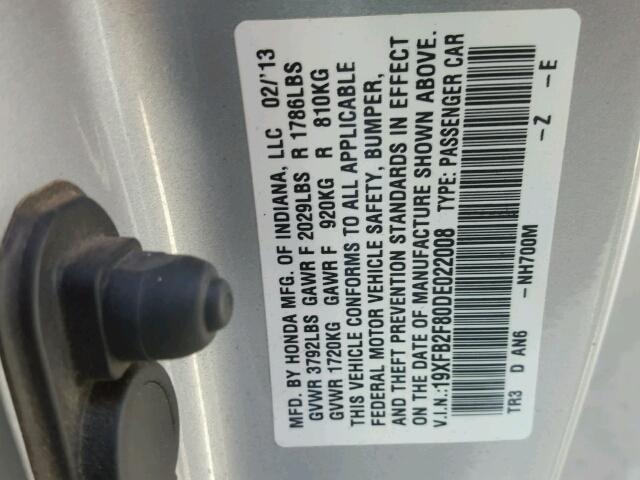 MFD. BY HONDA MFG. OF INDIANA, LLC 02/'13
GVWR 3792LBS GAWR F 2029LBS R 1786LBS
GVWR 1720KG GAWR F 920KG R 810KG
THIS VEHICLE CONFORMS TO ALL APPLICABLE
FEDERAL MOTOR VEHICLE SAFETY, BUMPER,
AND THEFT PREVENTION STANDARDS IN EFFECT
ON THE DATE OF MANUFACTURE SHOWN ABOVE.
V.I.N.:19XFB2F80DE022008 TYPE: PASSENGER CAR
TR3 D AN6 -NH700M -Z -E